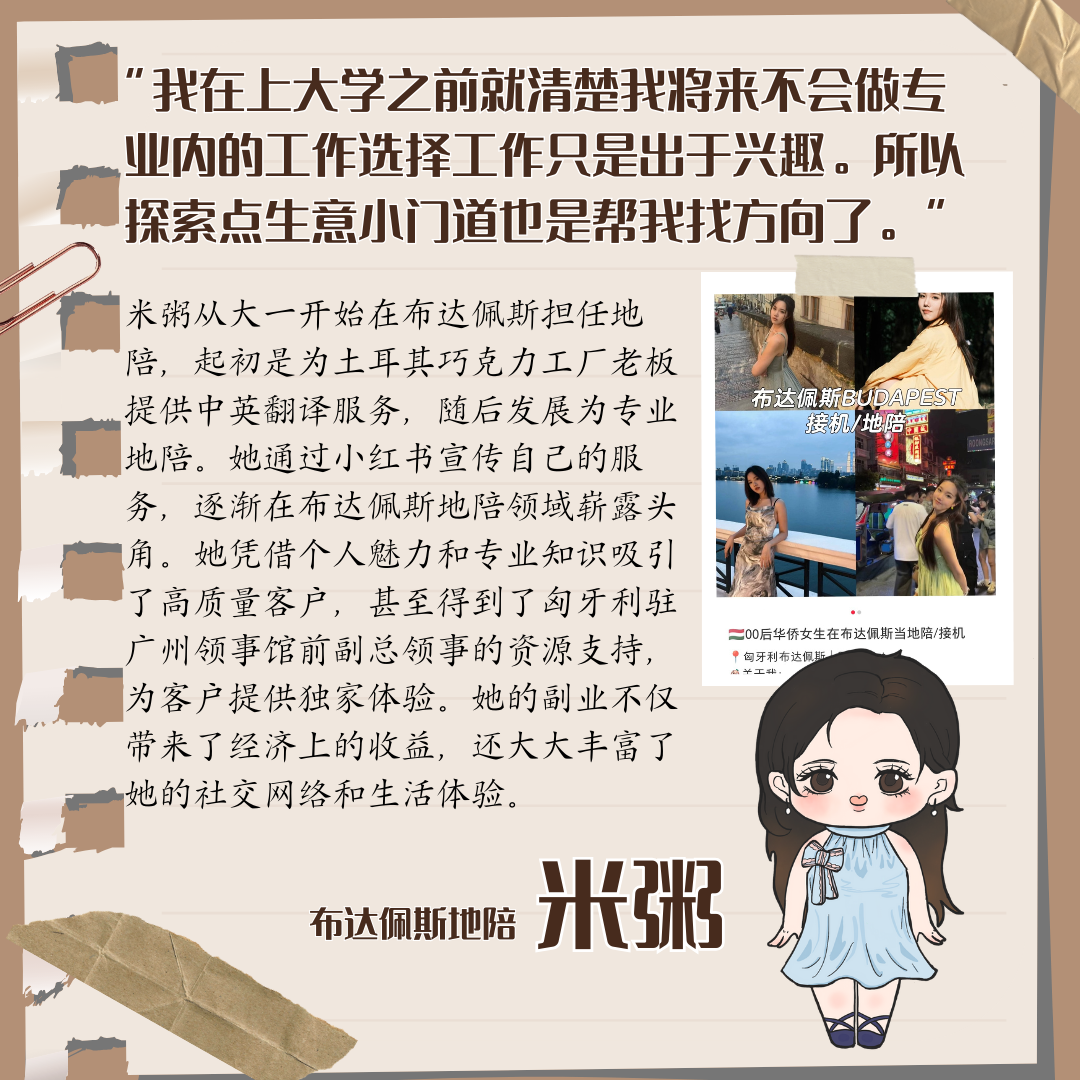 “我在上大学之前就清楚我将来不会做专
业内的工作选择工作只是出于兴趣。所以
探索点生意小门道也是帮我找方向了。”
米粥从大一开始在布达佩斯担任地
陪，起初是为土耳其巧克力工厂老板
提供中英翻译服务，随后发展为专业
地陪。她通过小红书宣传自己的服
务，逐渐在布达佩斯地陪领域崭露头
角。她凭借个人魅力和专业知识吸引
了高质量客户，甚至得到了匈牙利驻
广州领事馆前副总领事的资源支持，
为客户提供独家体验。她的副业不仅
带来了经济上的收益，还大大丰富了
她的社交网络和生活体验。
布达佩斯BUDAPEST
接机/地陪
00后华侨女生在布达佩斯当地陪/接机
匈牙利布达佩斯
布达佩斯地陪 米粥